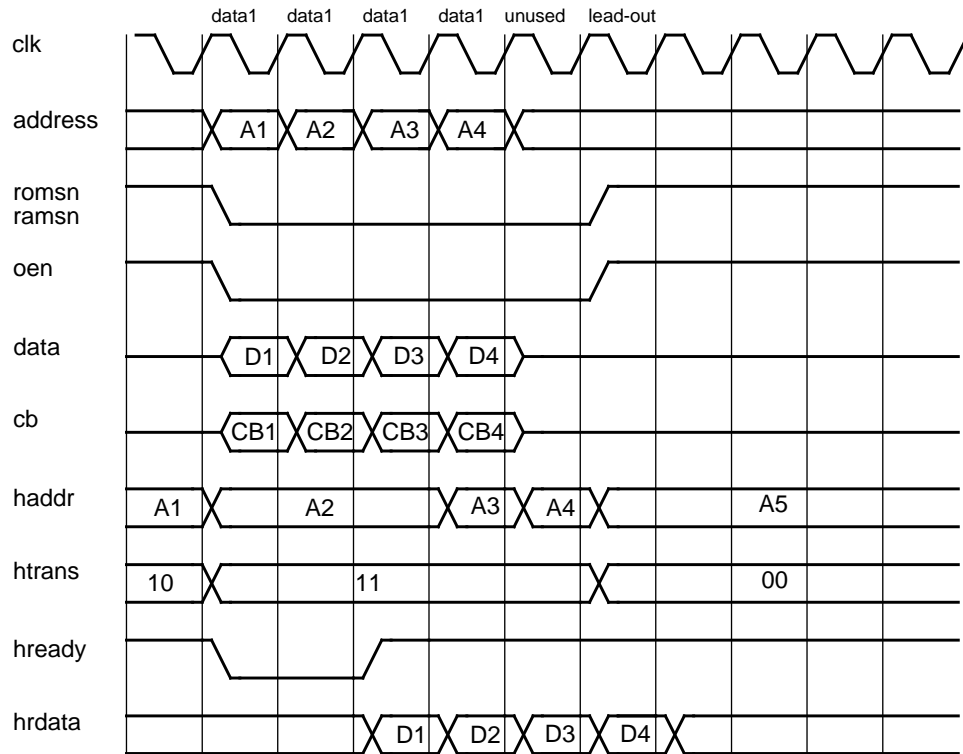 data1 data1 data1 data1 unused lead-out
clk
address A1 A2 A3 A4
romsn
ramsn
oen
data D1 D2 D3 D4
cb CB1 CB2 CB3 CB4
haddr A1 A2 A3 A4 A5
htrans 10 11 00
hready
hrdata D1 D2 D3 D4